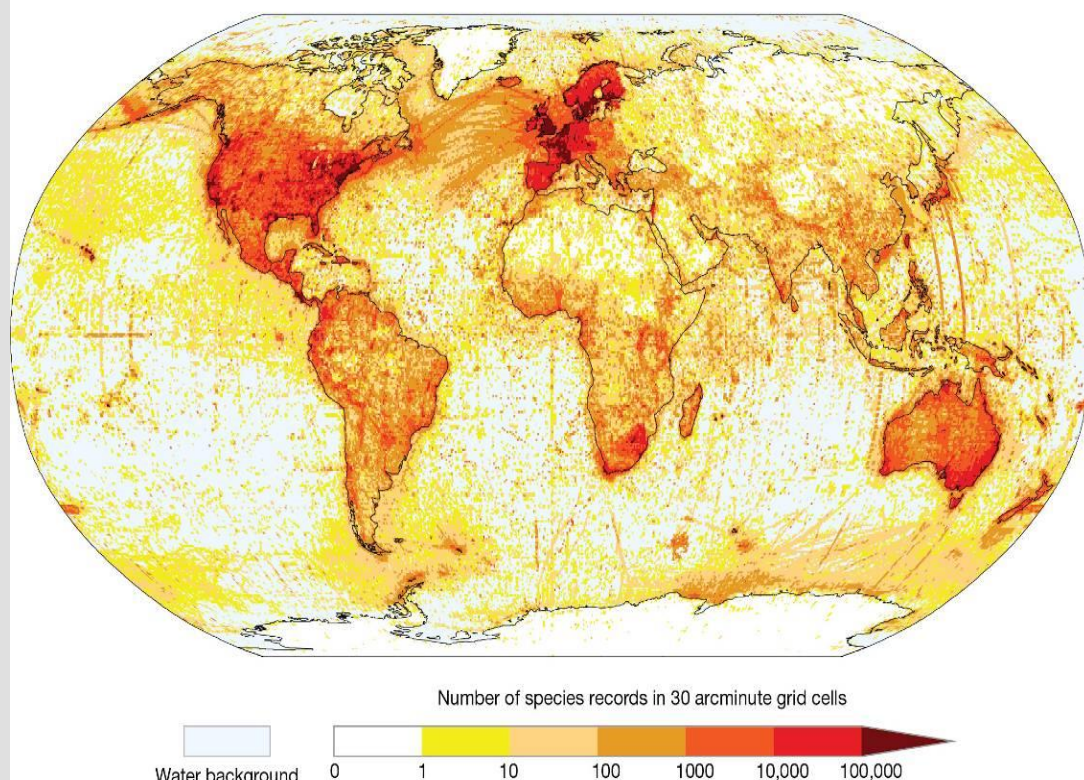 Number of species records in 30 arcminute grid cells
Water background
0 1 10 100 1000 10,000 100,000